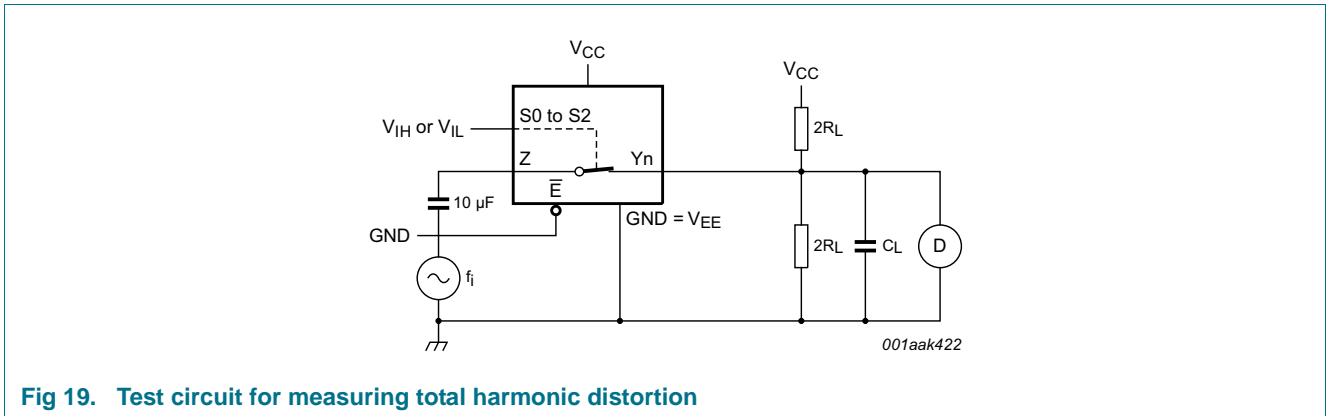 VCC
VCC
S0 to S2
2RL
VIH or VIL
Z
Yn
E̅
10 µF
GND = VEE
GND
2RL
CL
D
fi
001aak422
Fig 19. Test circuit for measuring total harmonic distortion